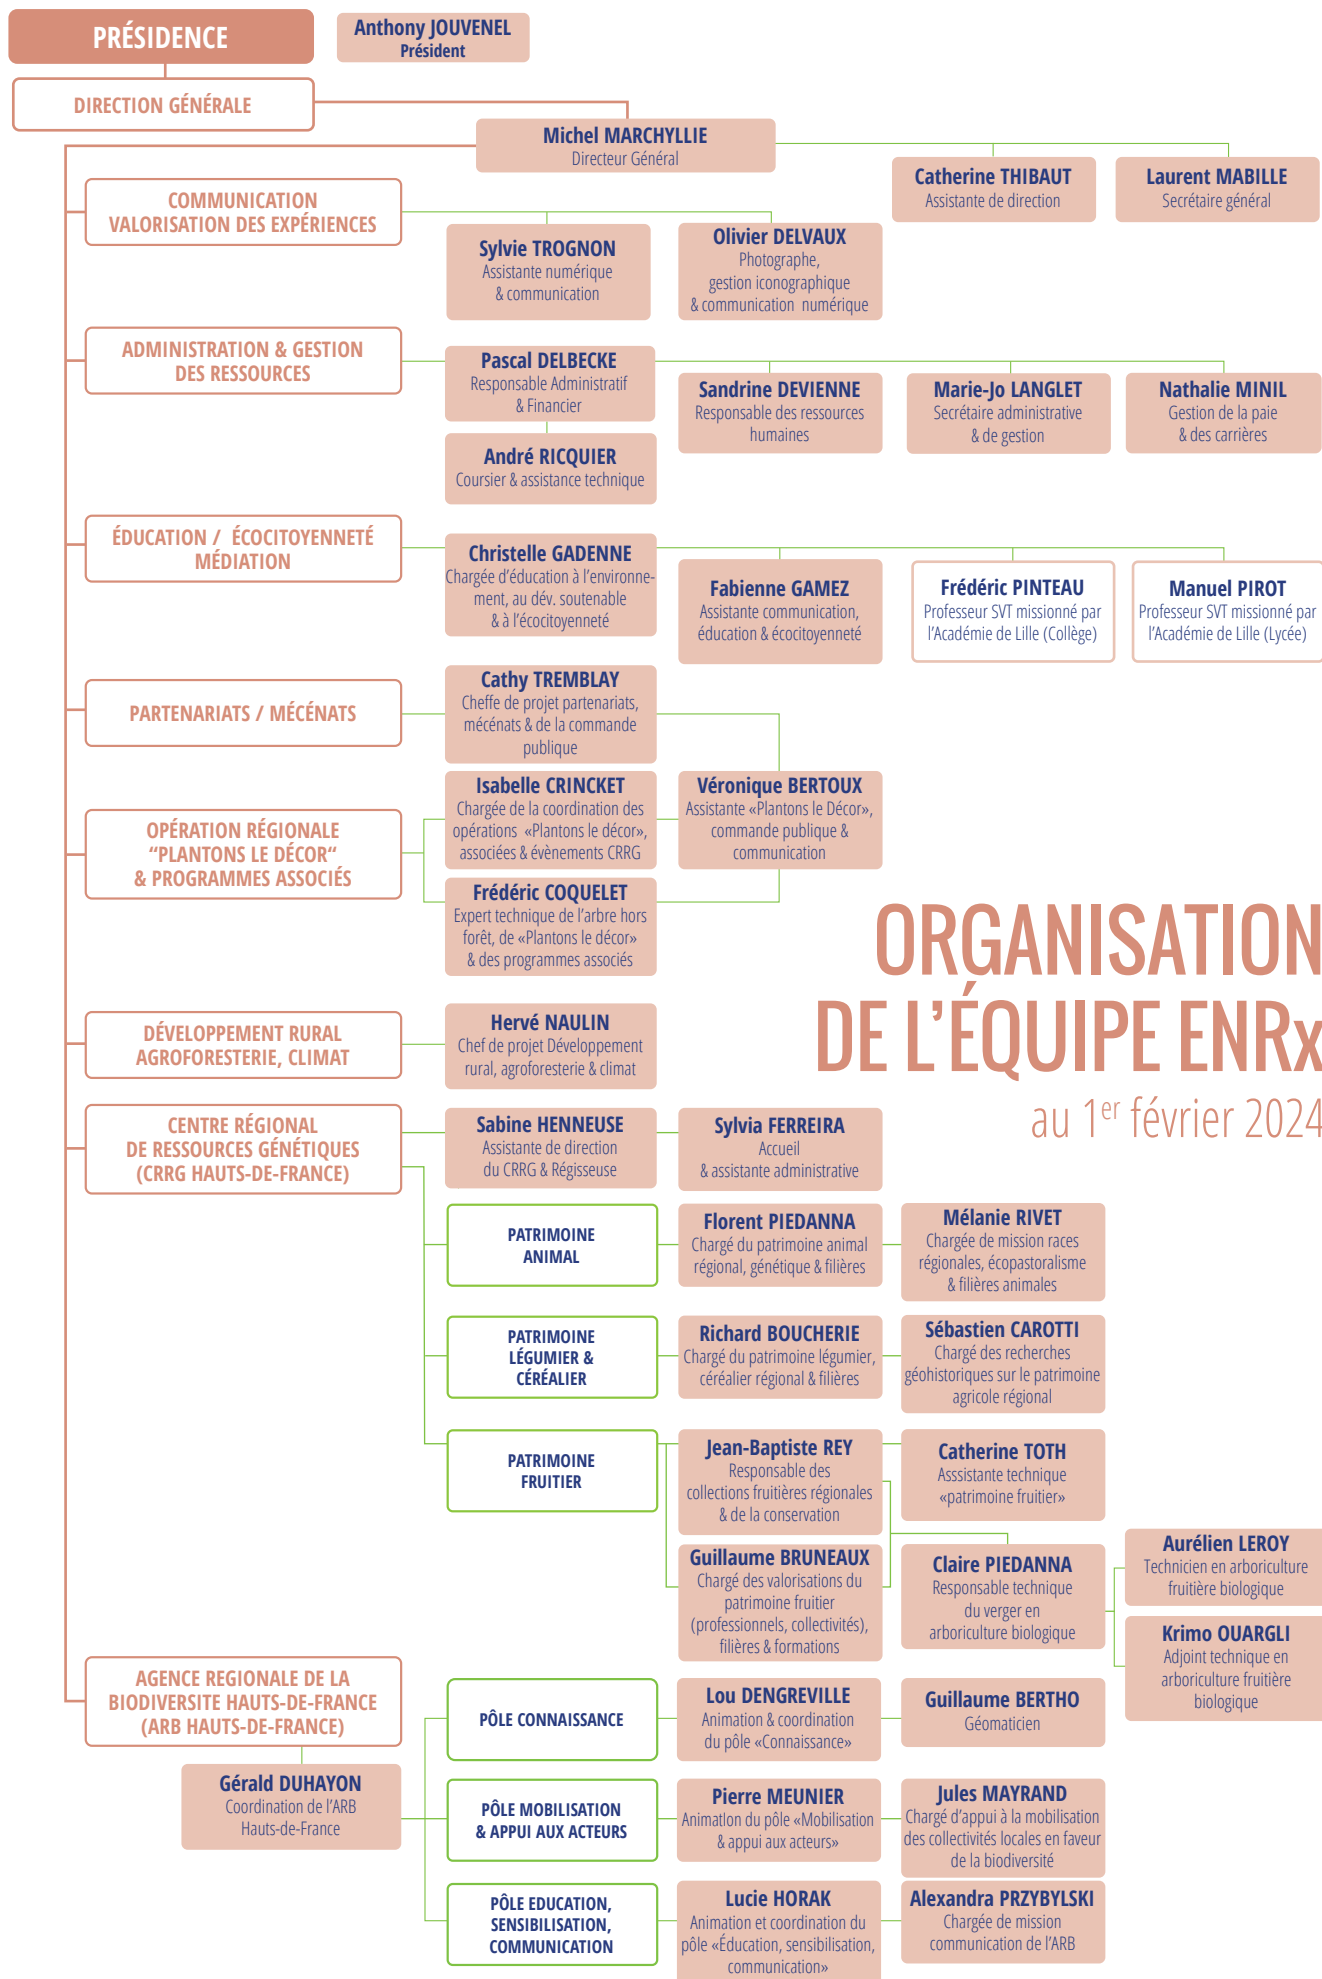 PRÉSIDENCE
Anthony JOUVENEL
Président
DIRECTION GÉNÉRALE
Michel MARCHYLLIE
Directeur Général
Catherine THIBAUT
Assistante de direction
Laurent MABILLE
Secrétaire général
COMMUNICATION
VALORISATION DES EXPÉRIENCES
Sylvie TROGNON
Assistante numérique
& communication
Olivier DELVAUX
Photographe,
gestion iconographique
& communication numérique
ADMINISTRATION & GESTION
DES RESSOURCES
Pascal DELBECKE
Responsable Administratif
& Financier
Sandrine DEVIENNE
Responsable des ressources
humaines
Marie-Jo LANGLET
Secrétaire administrative
& de gestion
Nathalie MINIL
Gestion de la paie
& des carrières
André RICQUIER
Coursier & assistance technique
ÉDUCATION / ÉCOCITOYENNETÉ
MÉDIATION
Christelle GADENNE
Chargée d'éducation à l'environne-
ment, au dév. soutenable
& à l'écocitoyenneté
Fabienne GAMEZ
Assistante communication,
éducation & écocitoyenneté
Frédéric PINTEAU
Professeur SVT missionné par
l'Académie de Lille (Collège)
Manuel PIROT
Professeur SVT missionné par
l'Académie de Lille (Lycée)
PARTENARIATS / MÉCÉNATS
Cathy TREMBLAY
Cheffe de projet partenariats,
mécénats & de la commande
publique
OPÉRATION RÉGIONALE
“PLANTONS LE DÉCOR“
& PROGRAMMES ASSOCIÉS
Isabelle CRINCKET
Chargée de la coordination des
opérations «Plantons le décor»,
associées & évènements CRRG
Véronique BERTOUX
Assistante «Plantons le Décor»,
commande publique &
communication
Frédéric COQUELET
Expert technique de l'arbre hors
forêt, de «Plantons le décor»
& des programmes associés
ORGANISATION
DE L'ÉQUIPE ENRx
au 1er février 2024
DÉVELOPPEMENT RURAL
AGROFORESTERIE, CLIMAT
Hervé NAULIN
Chef de projet Développement
rural, agroforesterie & climat
CENTRE RÉGIONAL
DE RESSOURCES GÉNÉTIQUES
(CRRG HAUTS-DE-FRANCE)
Sabine HENNEUSE
Assistante de direction
du CRRG & Régisseuse
Sylvia FERREIRA
Accueil
& assistante administrative
PATRIMOINE
ANIMAL
Florent PIEDANNA
Chargé du patrimoine animal
régional, génétique & filières
Mélanie RIVET
Chargée de mission races
régionales, écopastoralisme
& filières animales
PATRIMOINE
LÉGUMIER &
CÉRÉALIER
Richard BOUCHERIE
Chargé du patrimoine légumier,
céréalier régional & filières
Sébastien CAROTTI
Chargé des recherches
géohistoriques sur le patrimoine
agricole régional
PATRIMOINE
FRUITIER
Jean-Baptiste REY
Responsable des
collections fruitières régionales
& de la conservation
Catherine TOTH
Asssistante technique
«patrimoine fruitier»
Guillaume BRUNEAUX
Chargé des valorisations du
patrimoine fruitier
(professionnels, collectivités),
filières & formations
Claire PIEDANNA
Responsable technique
du verger en
arboriculture biologique
Aurélien LEROY
Technicien en arboriculture
fruitière biologique
Krimo OUARGLI
Adjoint technique en
arboriculture fruitière
biologique
AGENCE REGIONALE DE LA
BIODIVERSITE HAUTS-DE-FRANCE
(ARB HAUTS-DE-FRANCE)
Gérald DUHAYON
Coordination de l'ARB
Hauts-de-France
PÔLE CONNAISSANCE
Lou DENGREVILLE
Animation & coordination
du pôle «Connaissance»
Guillaume BERTHO
Géomaticien
PÔLE MOBILISATION
& APPUI AUX ACTEURS
Pierre MEUNIER
Animation du pôle «Mobilisation
& appui aux acteurs»
Jules MAYRAND
Chargé d'appui à la mobilisation
des collectivités locales en faveur
de la biodiversité
PÔLE EDUCATION,
SENSIBILISATION,
COMMUNICATION
Lucie HORAK
Animation et coordination du
pôle «Éducation, sensibilisation,
communication»
Alexandra PRZYBYLSKI
Chargée de mission
communication de l'ARB